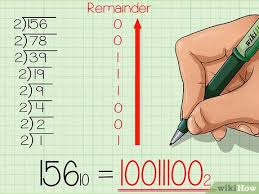 Remainder
2)156 0
2)78 0
2)39 1
2)19 1
2)9 1
2)4 0
2)2 0
2)1 1
156₁₀ = 10011100₂
wikiHow